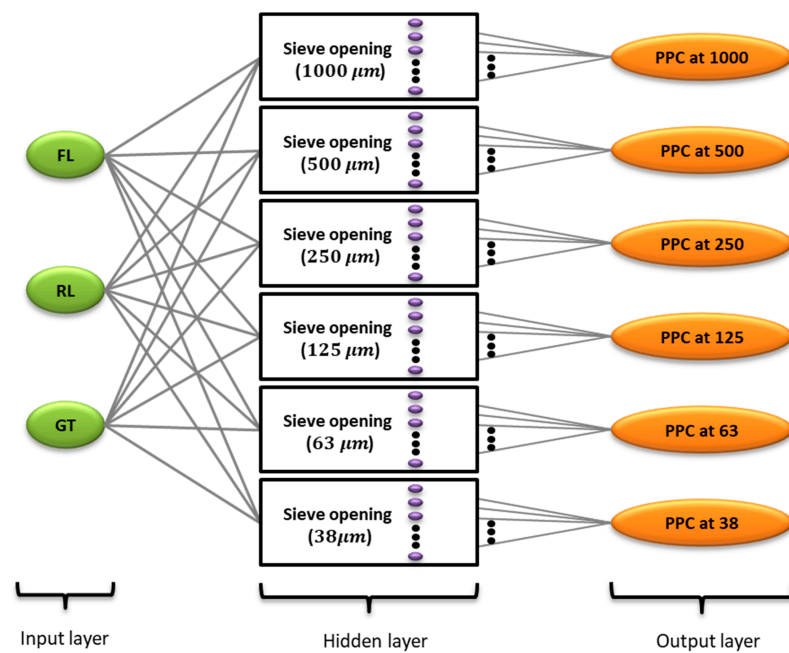 Sieve opening
(1000 μm)
PPC at 1000
Sieve opening
(500 μm)
PPC at 500
FL
Sieve opening
(250 μm)
PPC at 250
RL
Sieve opening
(125 μm)
PPC at 125
GT
Sieve opening
(63 μm)
PPC at 63
Sieve opening
(38μm)
PPC at 38
Input layer
Hidden layer
Output layer